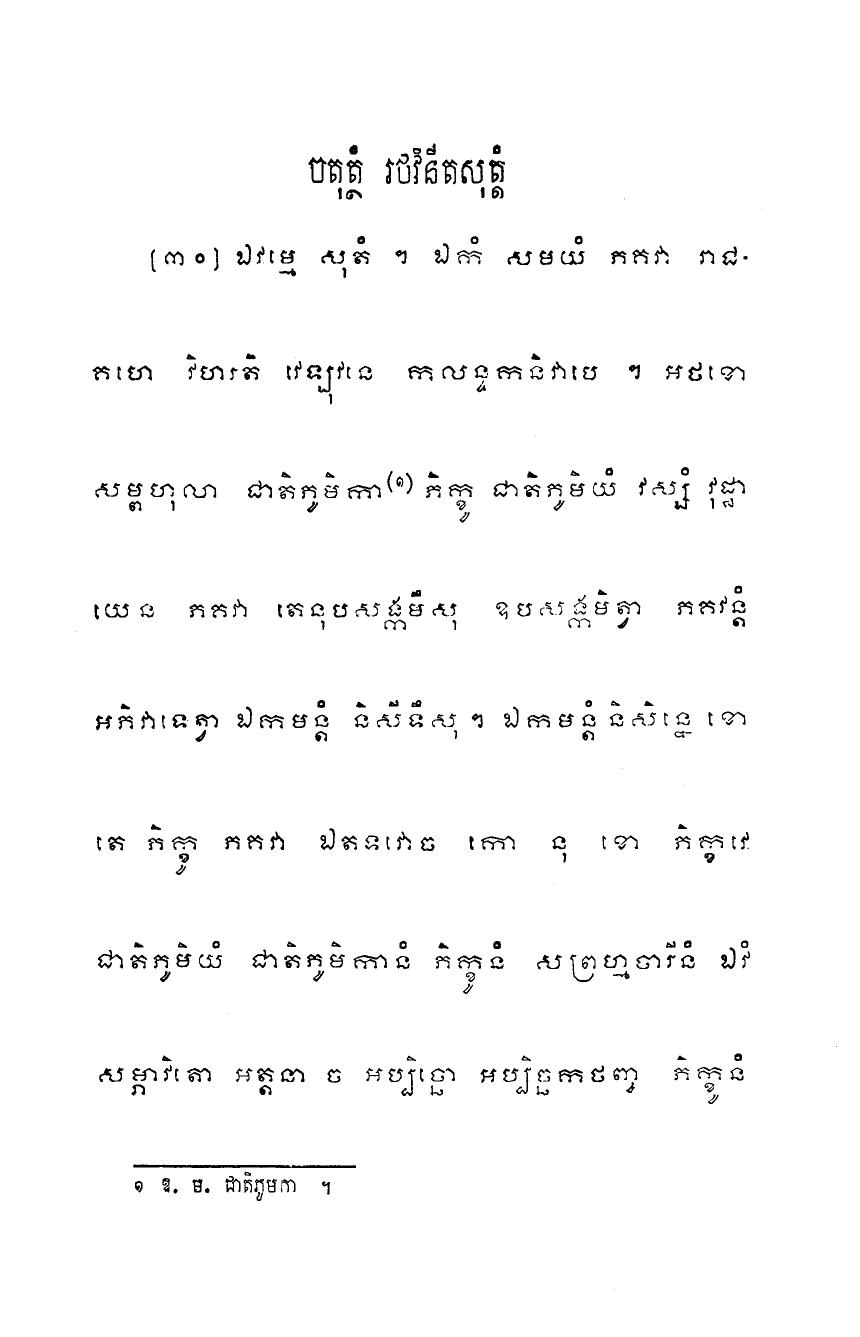 ចតុត្ថំ រថវិនីតសុត្តំ
[៣០] ឯវម្មេ សុតំ ។ ឯកំ សមយំ ភគវា រាជ-
គហេ វិហរតិ វេឡុវនេ កលន្ទកនិវាបេ ។ អថខោ
សម្ពហុលា ជាតិភូមិកា(១) ភិក្ខូ ជាតិភូមិយំ វស្សំ វុដ្ឋា
យេន ភគវា តេនុបសង្កមឹសុ ឧបសង្កមិត្វា ភគវន្តំ
អភិវាទេត្វា ឯកមន្តំ និសីទឹសុ ។ ឯកមន្តំ និសិន្នេ ខោ
តេ ភិក្ខូ ភគវា ឯតទវោច កោ នុ ខោ ភិក្ខវេ
ជាតិភូមិយំ ជាតិភូមិកានំ ភិក្ខូនំ សព្រហ្មចារីនំ ឯវំ
សម្ភាវិតោ អត្តនា ច អប្បិច្ឆោ អប្បិច្ឆកថញ្ច ភិក្ខូនំ
១ ឱ. ម. ជាតិភូមកា ។